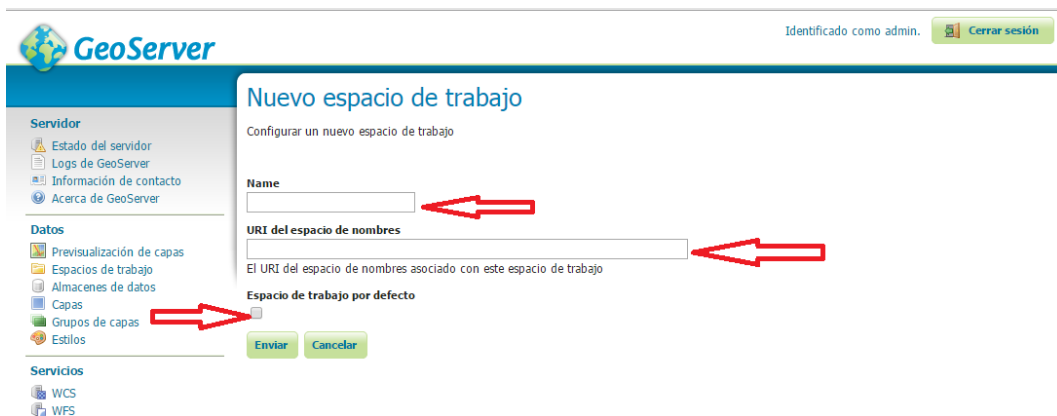 GeoServer
Identificado como admin.
Cerrar sesión
Servidor
Estado del servidor
Logs de GeoServer
Información de contacto
Acerca de GeoServer
Datos
Previsualización de capas
Espacios de trabajo
Almacenes de datos
Capas
Grupos de capas
Estilos
Servicios
WCS
WFS
Nuevo espacio de trabajo
Configurar un nuevo espacio de trabajo
Name
URI del espacio de nombres
El URI del espacio de nombres asociado con este espacio de trabajo
Espacio de trabajo por defecto
Enviar
Cancelar